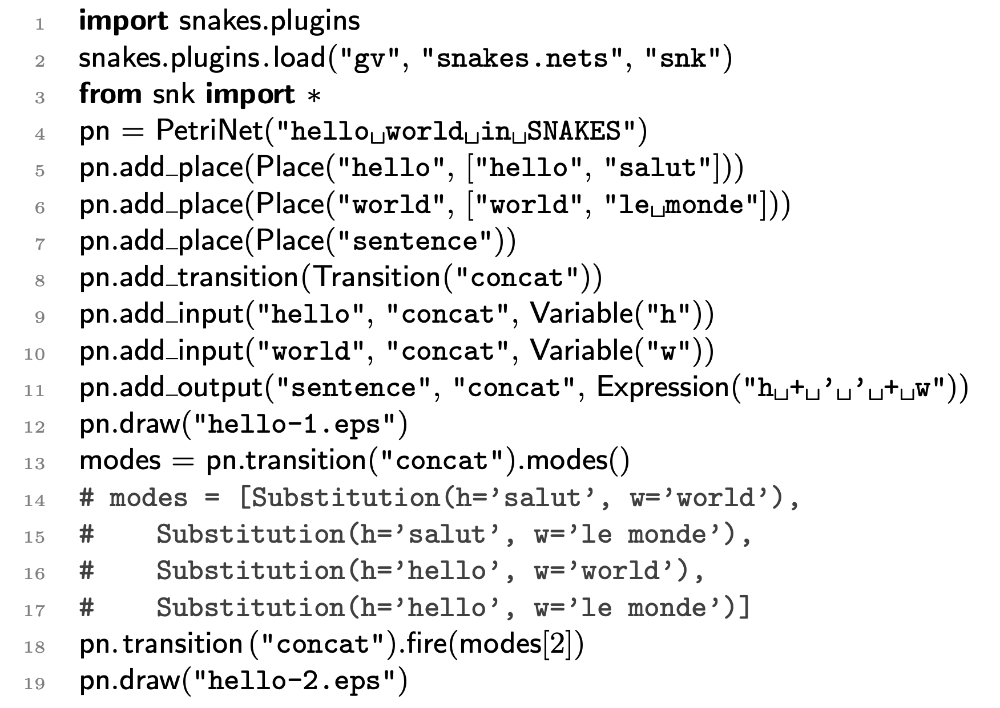 1 import snakes.plugins
2 snakes.plugins.load("gv", "snakes.nets", "snk")
3 from snk import *
4 pn = PetriNet("hello␣world␣in␣SNAKES")
5 pn.add_place(Place("hello", ["hello", "salut"]))
6 pn.add_place(Place("world", ["world", "le␣monde"]))
7 pn.add_place(Place("sentence"))
8 pn.add_transition(Transition("concat"))
9 pn.add_input("hello", "concat", Variable("h"))
10 pn.add_input("world", "concat", Variable("w"))
11 pn.add_output("sentence", "concat", Expression("h␣+␣’␣’␣+␣w"))
12 pn.draw("hello-1.eps")
13 modes = pn.transition("concat").modes()
14 # modes = [Substitution(h=’salut’, w=’world’),
15 #    Substitution(h=’salut’, w=’le monde’),
16 #    Substitution(h=’hello’, w=’world’),
17 #    Substitution(h=’hello’, w=’le monde’)]
18 pn.transition("concat").fire(modes[2])
19 pn.draw("hello-2.eps")